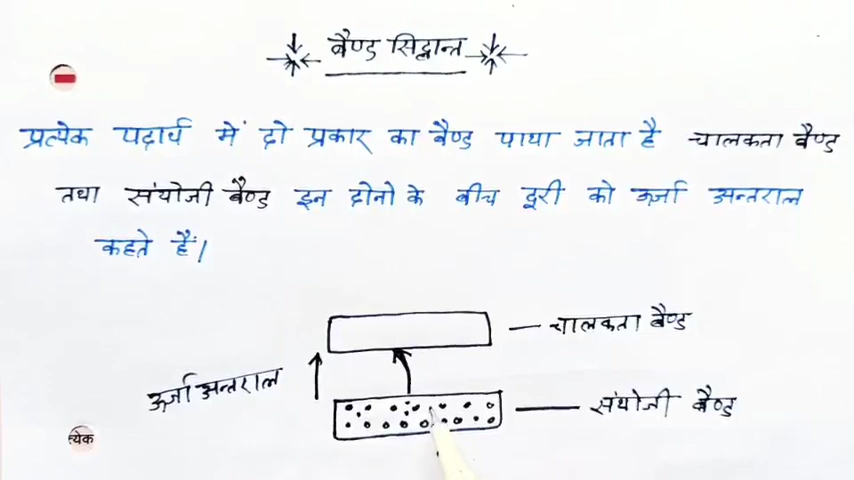 बैण्ड सिद्धान्त
प्रत्येक पदार्थ में दो प्रकार का बैण्ड पाया जाता है चालकता बैण्ड
तथा संयोजी बैण्ड इन दोनो के बीच दूरी को ऊर्जा अन्तराल
कहते हैं।
चालकता बैण्ड
ऊर्जा अन्तराल
संयोजी बैण्ड
त्येक